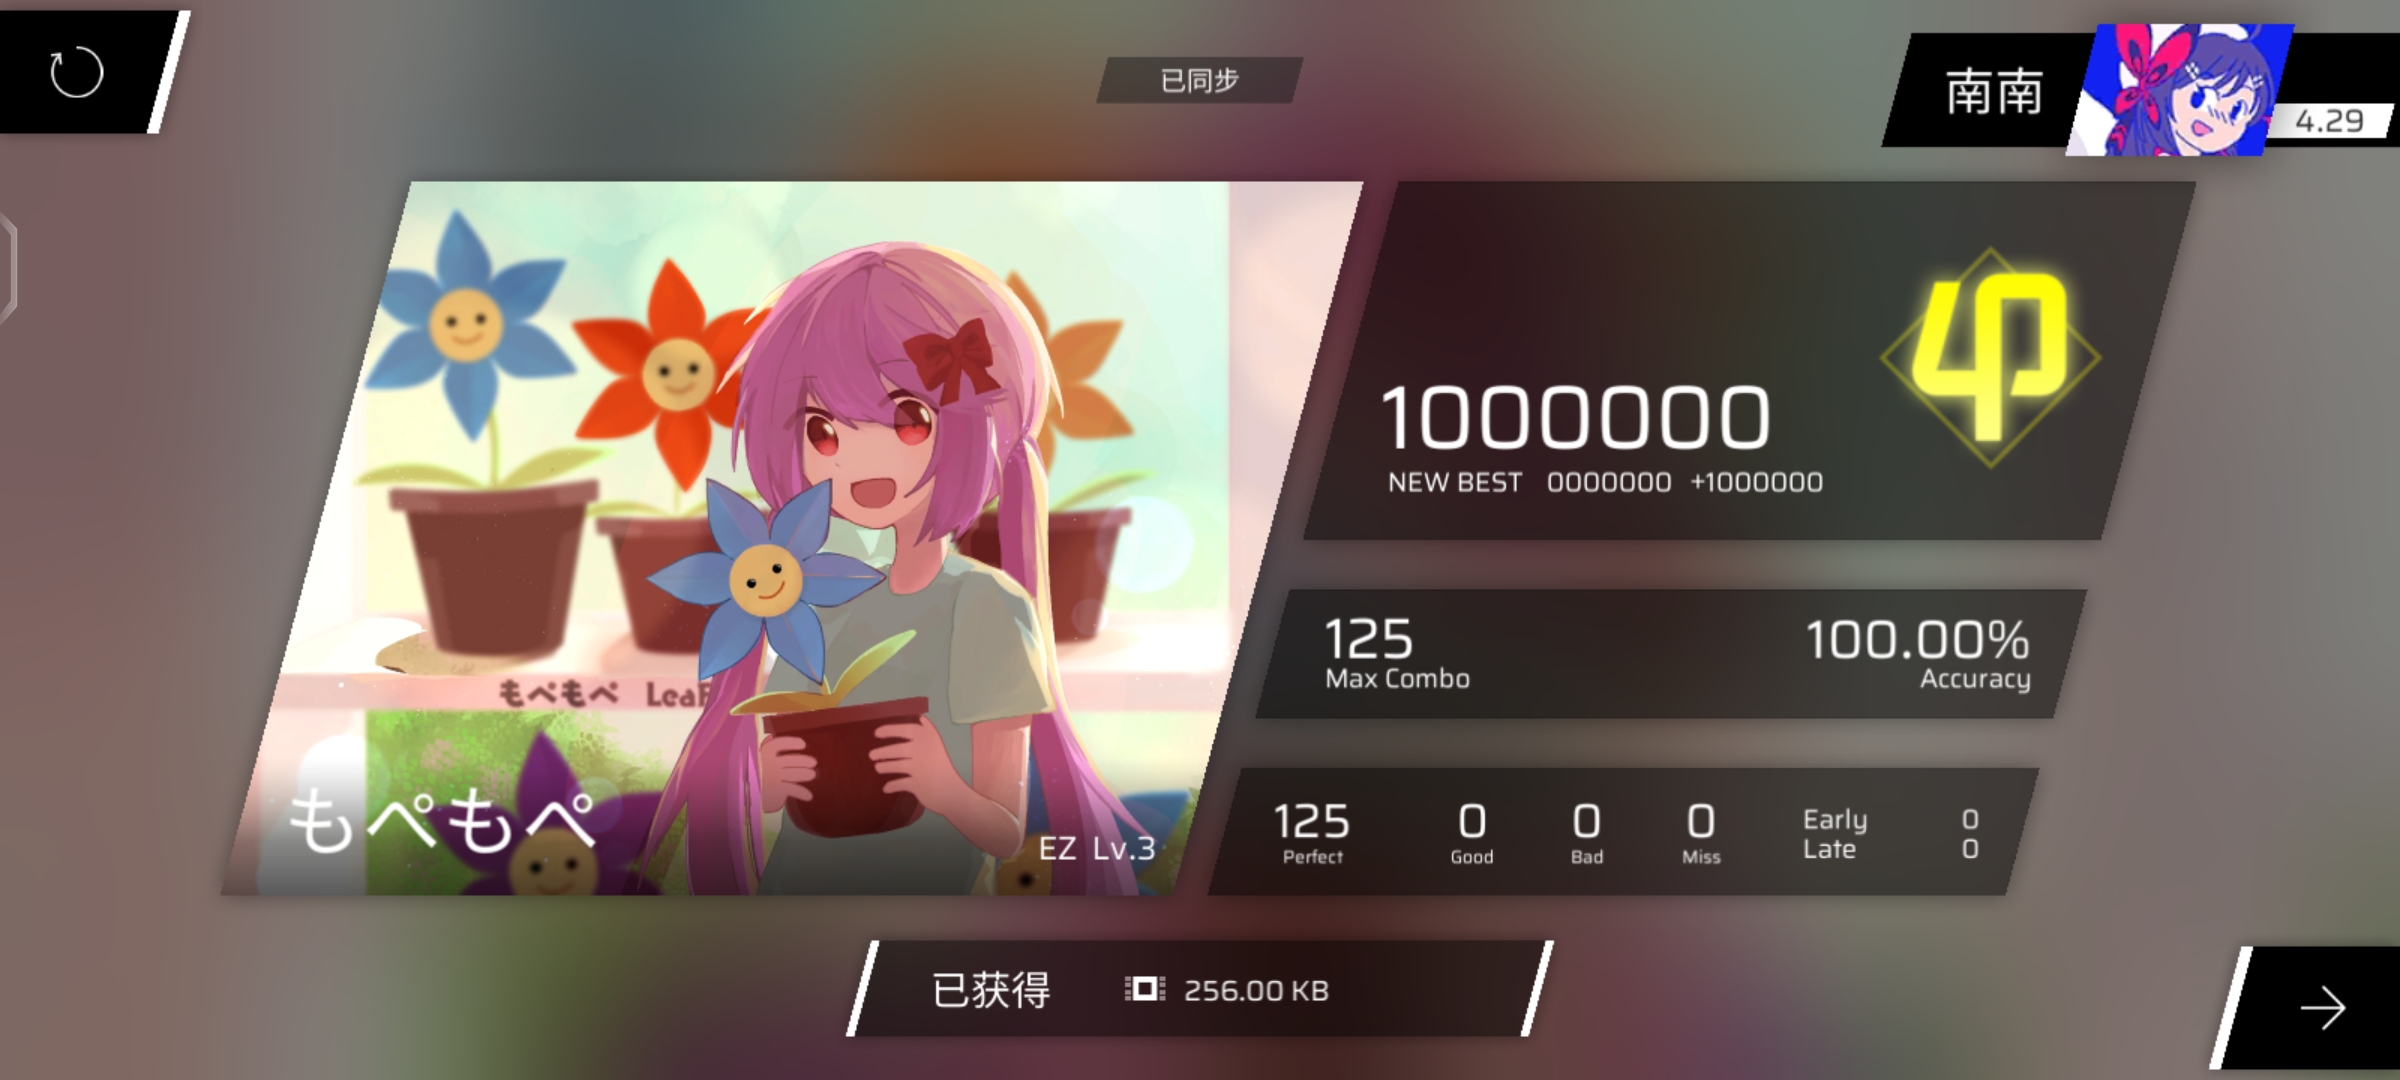 已同步
南南
4.29
φ
1000000
NEW BEST 0000000 +1000000
125
Max Combo
100.00%
Accuracy
もぺもぺ Leaf
もぺもぺ
EZ Lv.3
125 Perfect
0 Good
0 Bad
0 Miss
Early 0
Late 0
已获得 256.00 KB